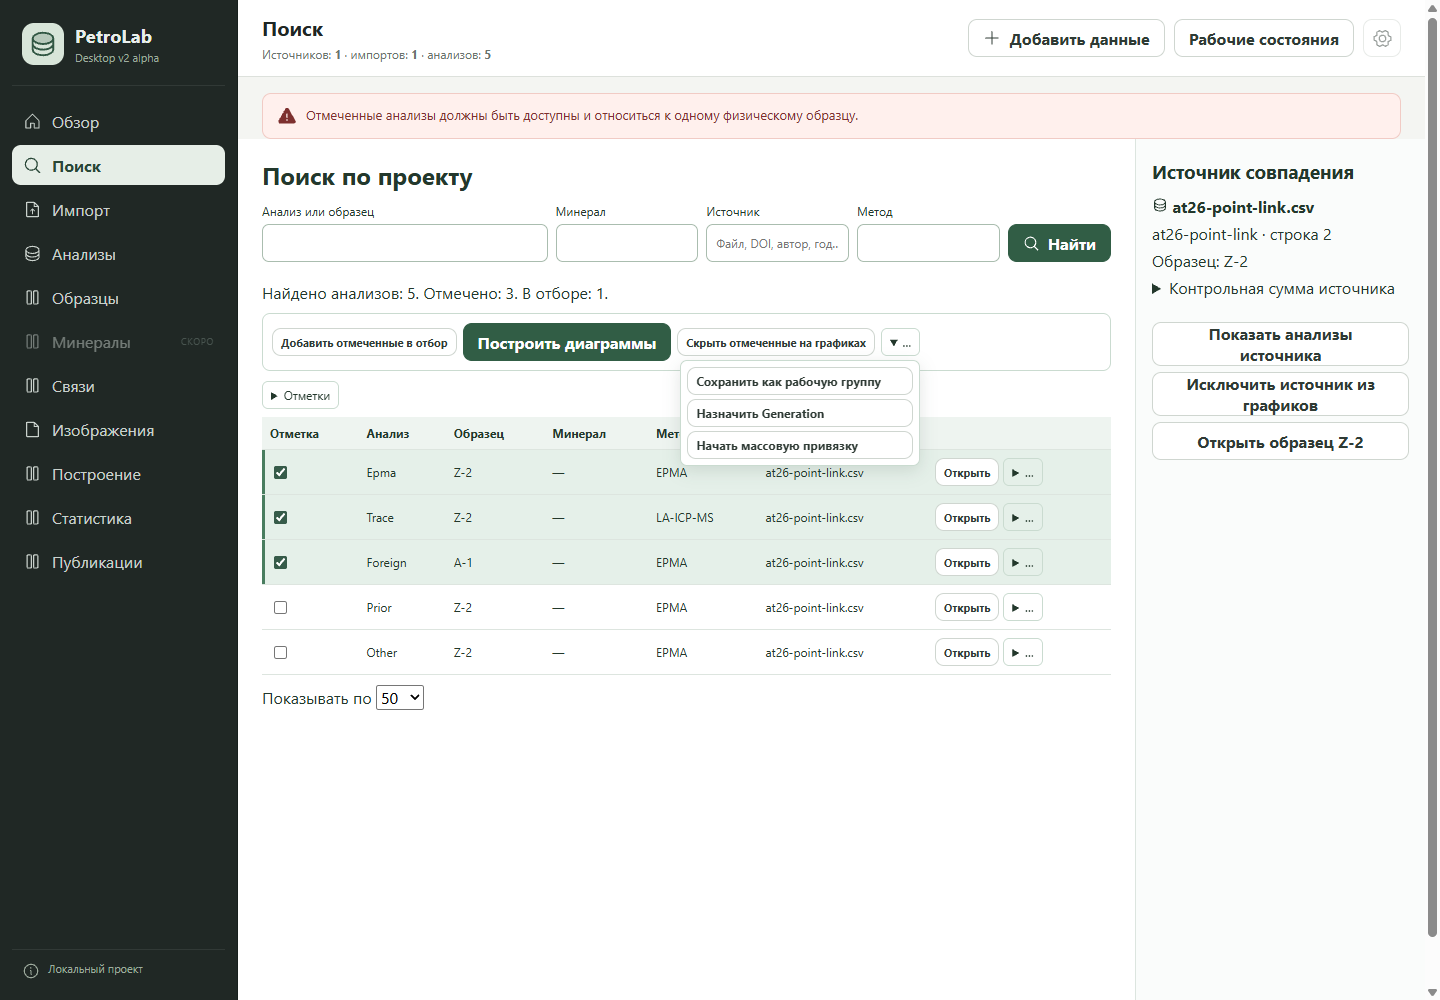 PetroLab
Desktop v2 alpha
Обзор
Поиск
Импорт
Анализы
Образцы
Минералы СКОРО
Связи
Изображения
Построение
Статистика
Публикации
Локальный проект
Поиск
Источников: 1 · импортов: 1 · анализов: 5
Добавить данные
Рабочие состояния
Отмеченные анализы должны быть доступны и относиться к одному физическому образцу.
Поиск по проекту
Анализ или образец Минерал Источник Метод
Файл, DOI, автор, год..
Найти
Найдено анализов: 5. Отмечено: 3. В отборе: 1.
Добавить отмеченные в отбор Построить диаграммы Скрыть отмеченные на графиках ▼ ...
Сохранить как рабочую группу
Назначить Generation
Начать массовую привязку
▶ Отметки
Отметка Анализ Образец Минерал
Epma Z-2 — EPMA at26-point-link.csv Открыть ▶ ...
Trace Z-2 — LA-ICP-MS at26-point-link.csv Открыть ▶ ...
Foreign A-1 — EPMA at26-point-link.csv Открыть ▶ ...
Prior Z-2 — EPMA at26-point-link.csv Открыть ▶ ...
Other Z-2 — EPMA at26-point-link.csv Открыть ▶ ...
Показывать по 50
Источник совпадения
at26-point-link.csv
at26-point-link · строка 2
Образец: Z-2
▶ Контрольная сумма источника
Показать анализы
источника
Исключить источник из
графиков
Открыть образец Z-2